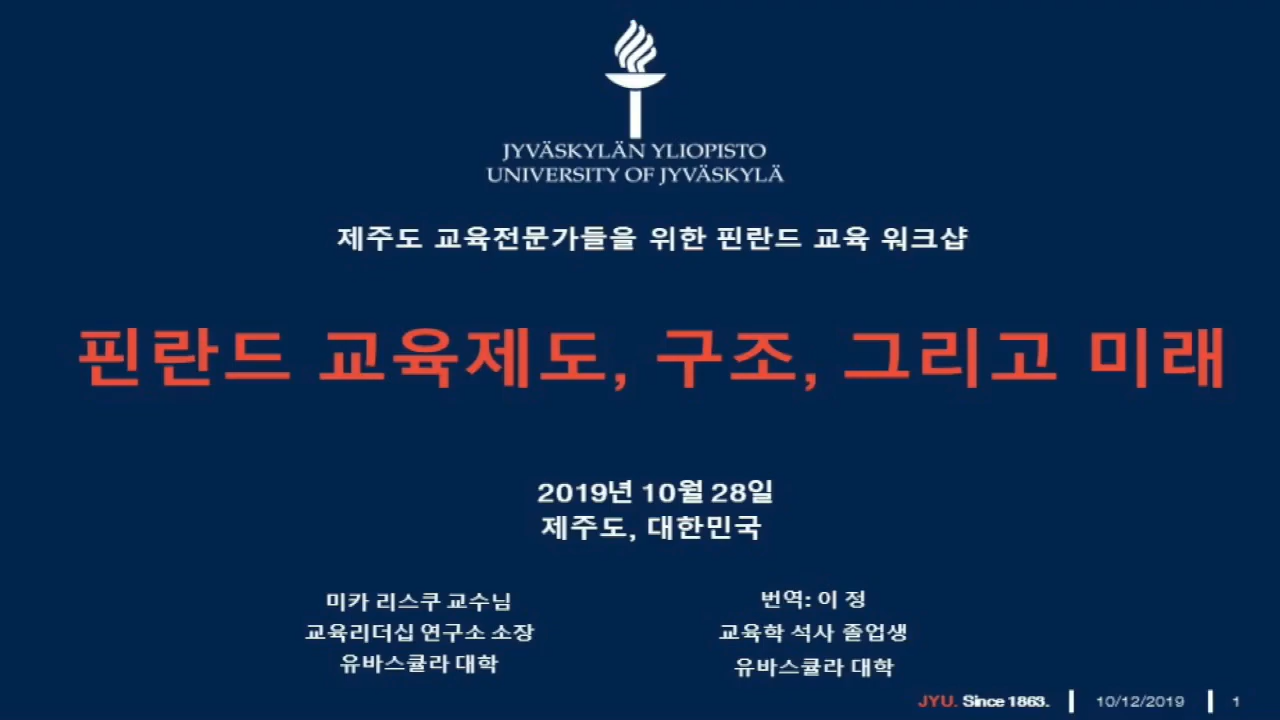 JYVÄSKYLÄN YLIOPISTO
UNIVERSITY OF JYVÄSKYLÄ
제주도 교육전문가들을 위한 핀란드 교육 워크샵
핀란드 교육제도, 구조, 그리고 미래
2019년 10월 28일
제주도, 대한민국
미카 리스쿠 교수님
교육리더십 연구소 소장
유바스큘라 대학
번역: 이 정
교육학 석사 졸업생
유바스큘라 대학
JYU. Since 1863. | 10/12/2019 | 1